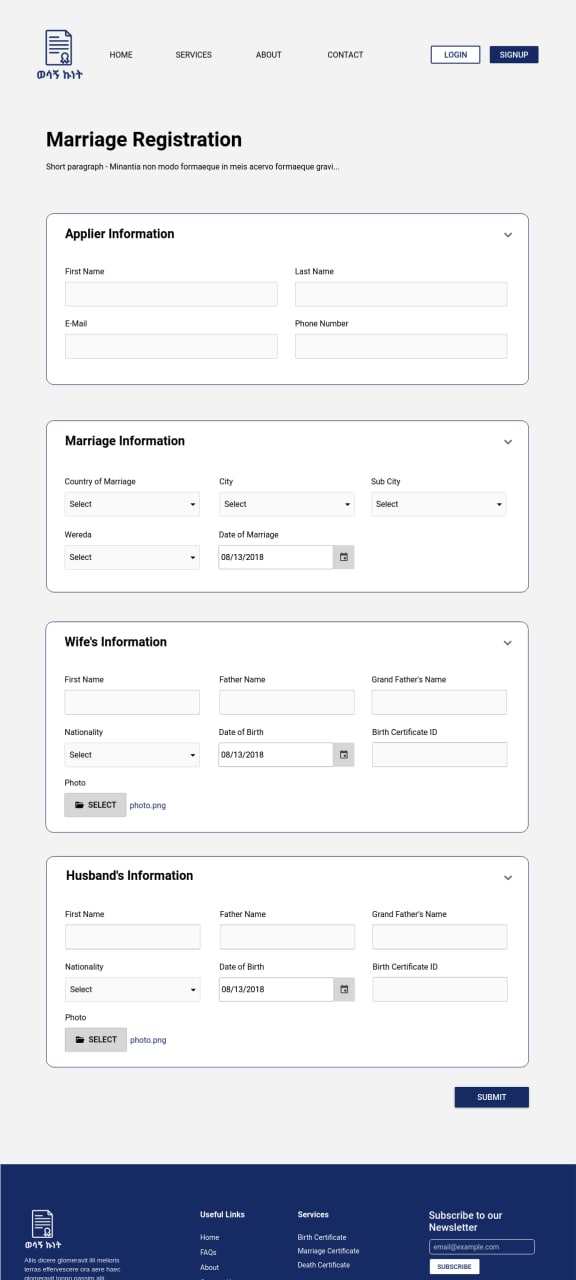 ወሳኝ ኩነት
HOME SERVICES ABOUT CONTACT LOGIN SIGNUP
Marriage Registration
Short paragraph - Minantia non modo formaeque in meis acervo formaeque gravi...
Applier Information
First Name Last Name
E-Mail Phone Number
Marriage Information
Country of Marriage City Sub City
Select Select Select
Wereda Date of Marriage
Select 08/13/2018
Wife's Information
First Name Father Name Grand Father's Name
Nationality Date of Birth Birth Certificate ID
Select 08/13/2018
Photo
SELECT photo.png
Husband's Information
First Name Father Name Grand Father's Name
Nationality Date of Birth Birth Certificate ID
Select 08/13/2018
Photo
SELECT photo.png
SUBMIT
ወሳኝ ኩነት
Aliis dicere glomeravit illi melioris
terras effervescere ora aere haec
glomeravit longo passim alii
Useful Links
Home
FAQs
About
Services
Birth Certificate
Marriage Certificate
Death Certificate
Subscribe to our
Newsletter
email@example.com
SUBSCRIBE